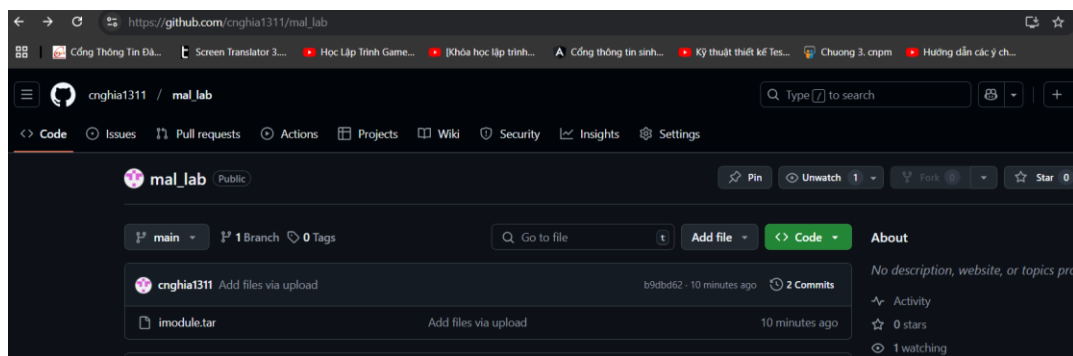 https://github.com/cnghia1311/mal_lab
Cổng Thông Tin Đà... Screen Translator 3.... Học Lập Trình Game... [Khóa học lập trình... Cổng thông tin sinh... Kỹ thuật thiết kế Tes... Chuong 3. cnpm Hướng dẫn các ý ch...
cnghia1311 / mal_lab Type / to search
Code Issues Pull requests Actions Projects Wiki Security Insights Settings
mal_lab Public Pin Unwatch 1 Fork 0 Star 0
main 1 Branch 0 Tags Go to file t Add file Code About
No description, website, or topics pro
cnghia1311 Add files via upload b9dbd62 · 10 minutes ago 2 Commits
Activity
imodule.tar Add files via upload 10 minutes ago 0 stars
1 watching